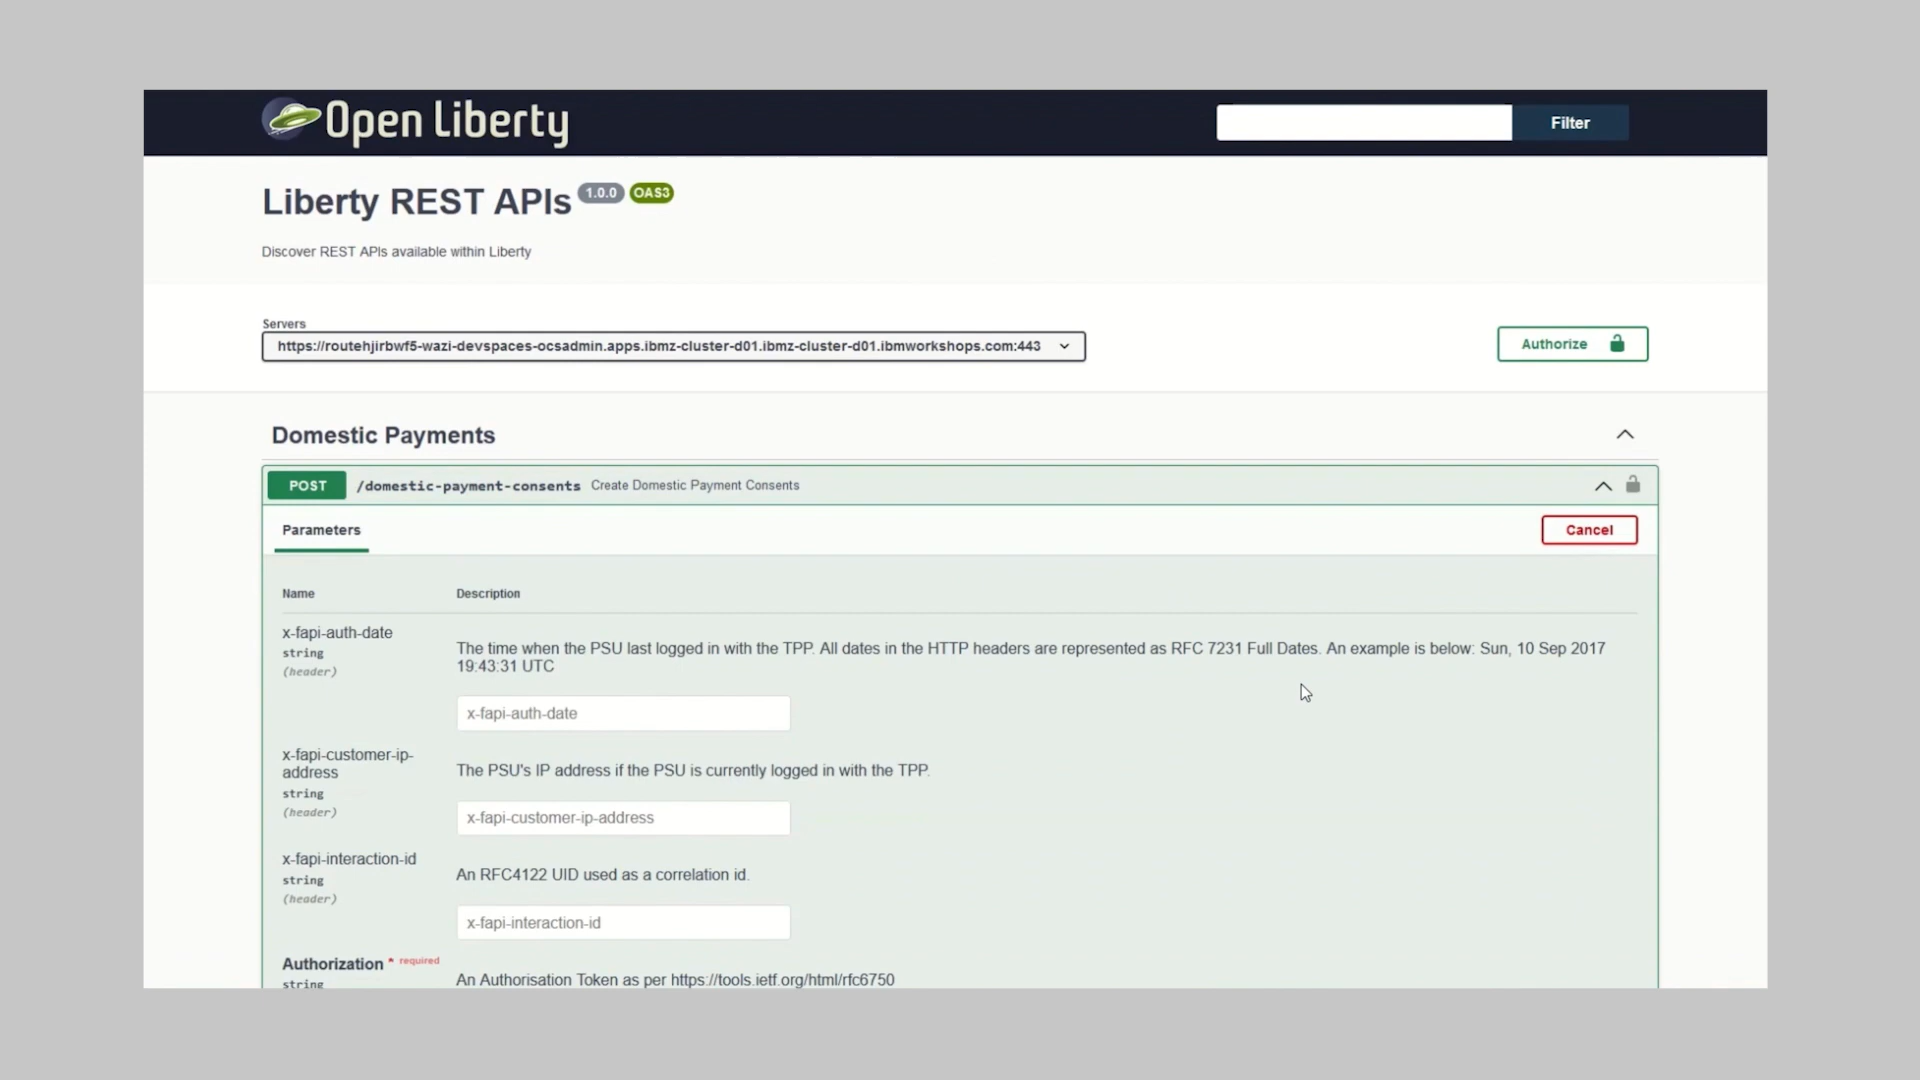 Open Liberty
Filter
Liberty REST APIs 1.0.0 OAS3
Discover REST APIs available within Liberty
Servers
https://routehjirbwf5-wazi-devspaces-ocsadmin.apps.ibmz-cluster-d01.ibmz-cluster-d01.ibmworkshops.com:443
Authorize
Domestic Payments
POST /domestic-payment-consents Create Domestic Payment Consents
Parameters
Cancel
Name Description
x-fapi-auth-date
string
(header)
The time when the PSU last logged in with the TPP. All dates in the HTTP headers are represented as RFC 7231 Full Dates. An example is below: Sun, 10 Sep 2017
19:43:31 UTC
x-fapi-auth-date
x-fapi-customer-ip-
address
string
(header)
The PSU's IP address if the PSU is currently logged in with the TPP.
x-fapi-customer-ip-address
x-fapi-interaction-id
string
(header)
An RFC4122 UID used as a correlation id.
x-fapi-interaction-id
Authorization * required
string
An Authorisation Token as per https://tools.ietf.org/html/rfc6750